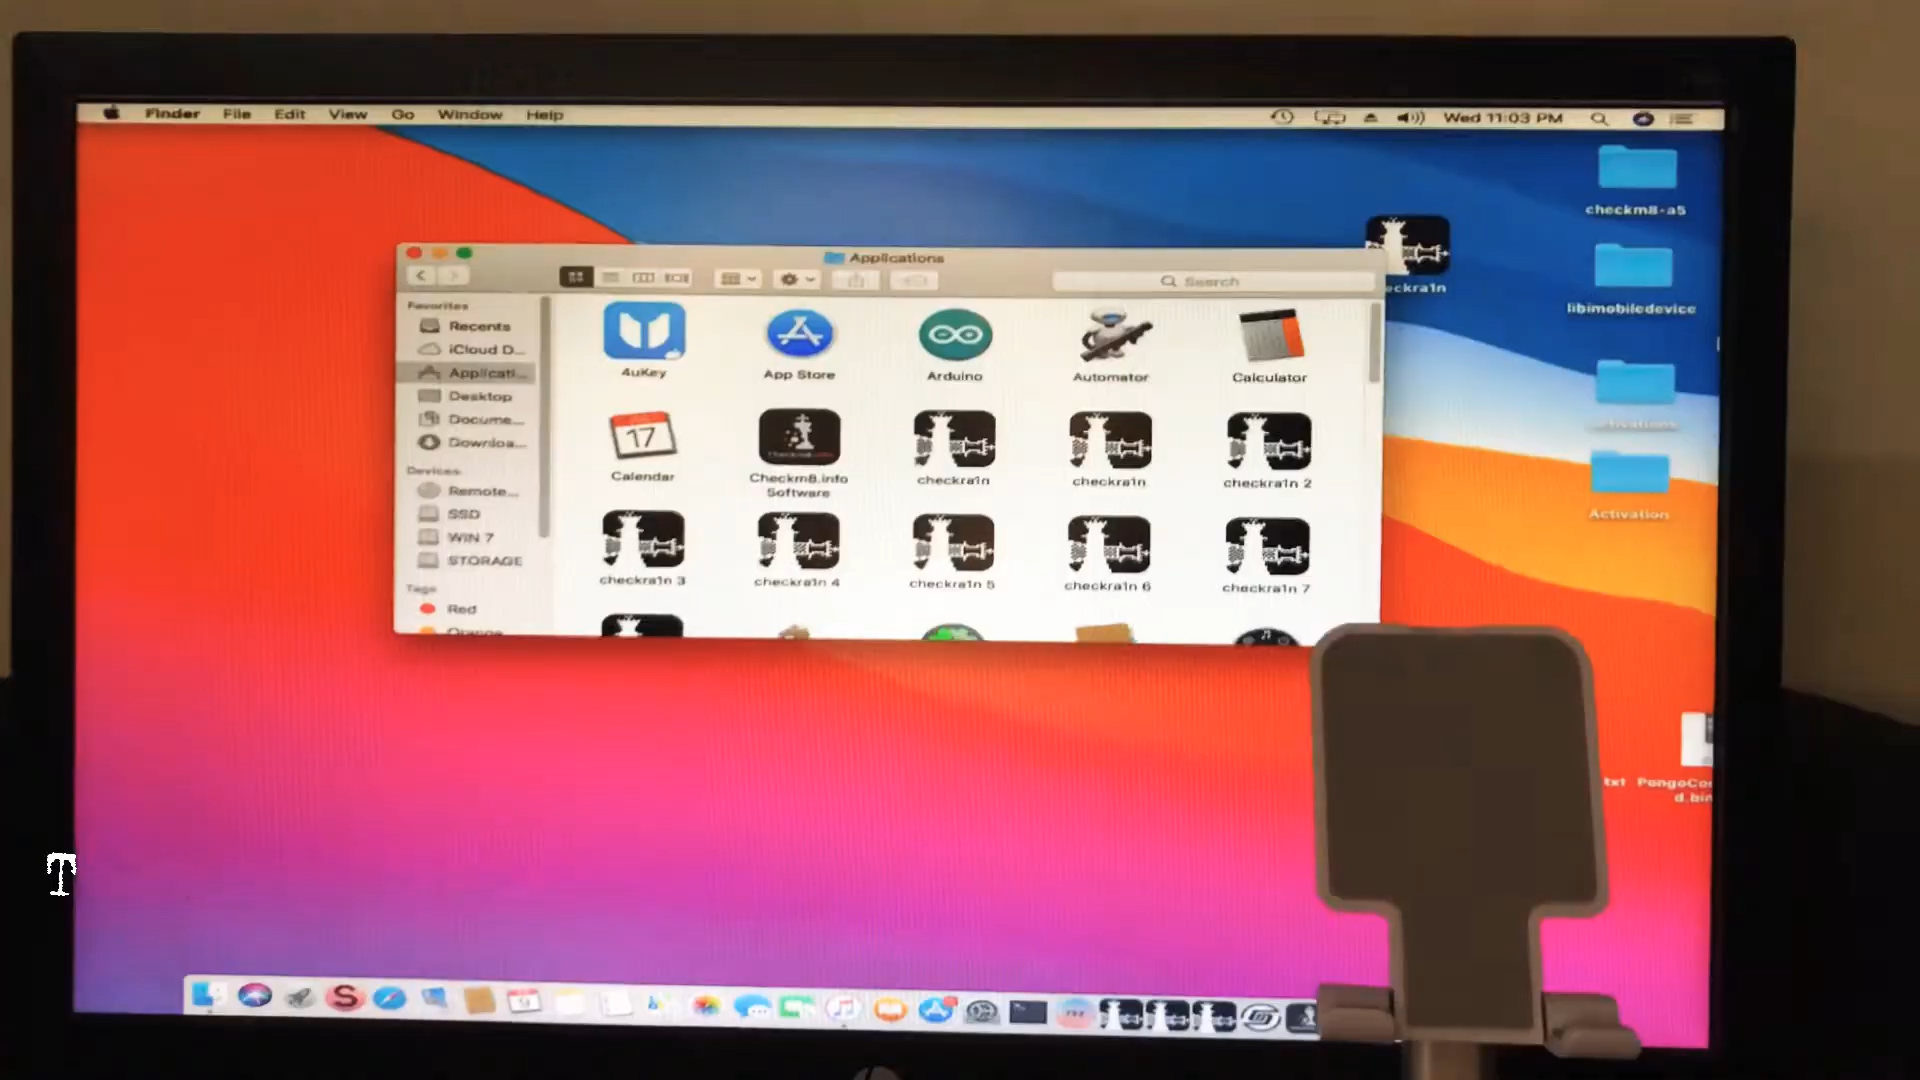 Finder File Edit View Go Window Help
Wed 11:03 PM
checkm8-a5
libimobiledevice
Activation
Applications
Search
Favorites
Recents
iCloud D...
Applicati...
Desktop
Docume...
Downloa...
Devices
Remote...
SSD
WIN 7
STORAGE
Tags
Red
Orange
4uKey
App Store
Arduino
Automator
Calculator
17
Calendar
Checkm8.info
Software
checkra1n
checkra1n
checkra1n 2
checkra1n 3
checkra1n 4
checkra1n 5
checkra1n 6
checkra1n 7
eckra1n
txt
PongoCon
d.bin
T